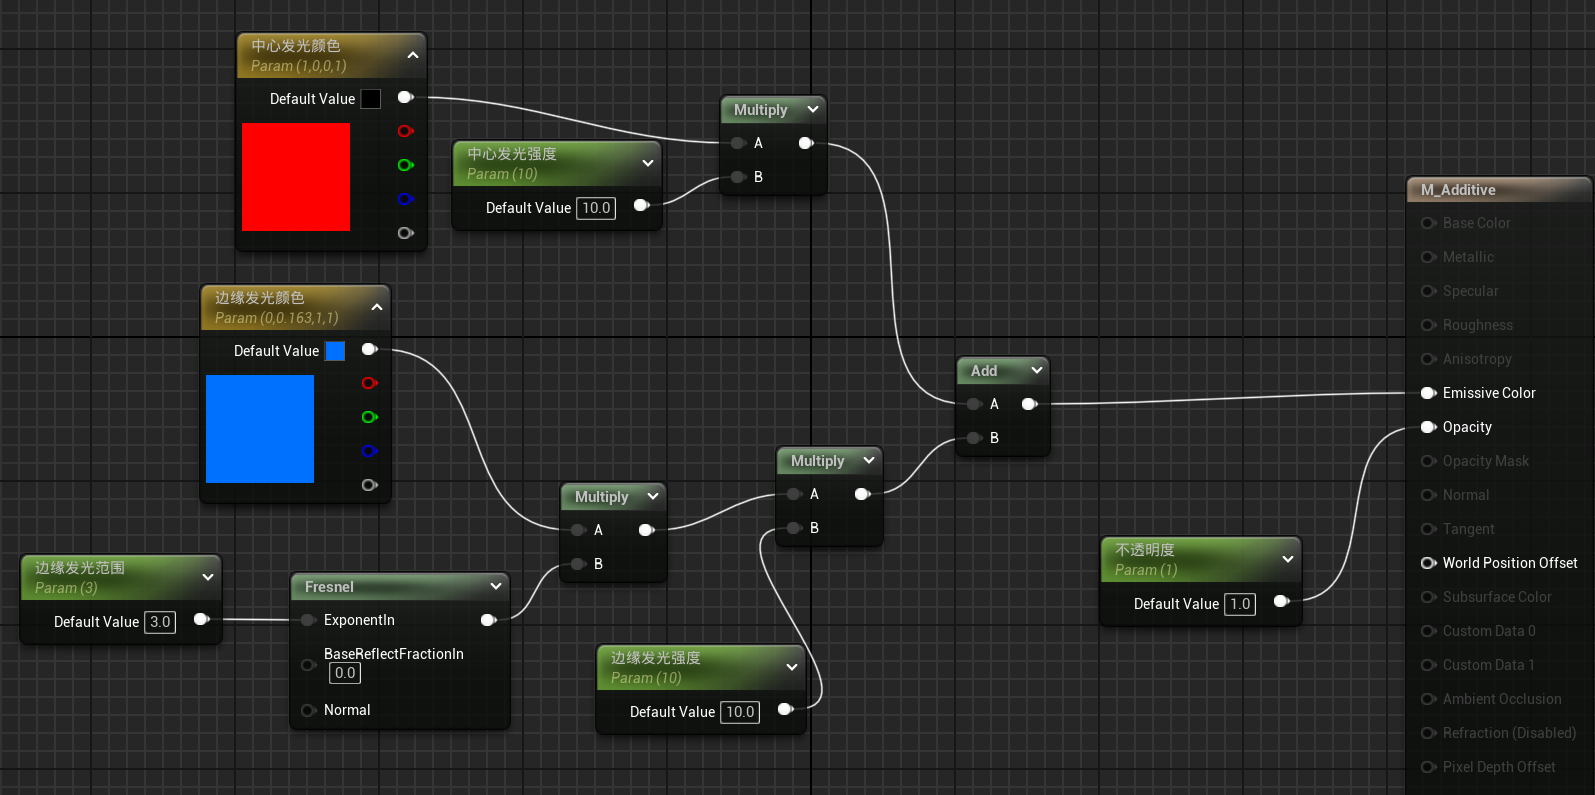 中心发光颜色
Param (1,0,0,1)
Default Value
中心发光强度
Param (10)
Default Value 10.0
Multiply
A
B
边缘发光颜色
Param (0,0.163,1,1)
Default Value
边缘发光范围
Param (3)
Default Value 3.0
Fresnel
ExponentIn
BaseReflectFractionIn
0.0
Normal
Multiply
A
B
边缘发光强度
Param (10)
Default Value 10.0
Multiply
A
B
Add
A
B
不透明度
Param (1)
Default Value 1.0
M_Additive
Base Color
Metallic
Specular
Roughness
Anisotropy
Emissive Color
Opacity
Opacity Mask
Normal
Tangent
World Position Offset
Subsurface Color
Custom Data 0
Custom Data 1
Ambient Occlusion
Refraction (Disabled)
Pixel Depth Offset